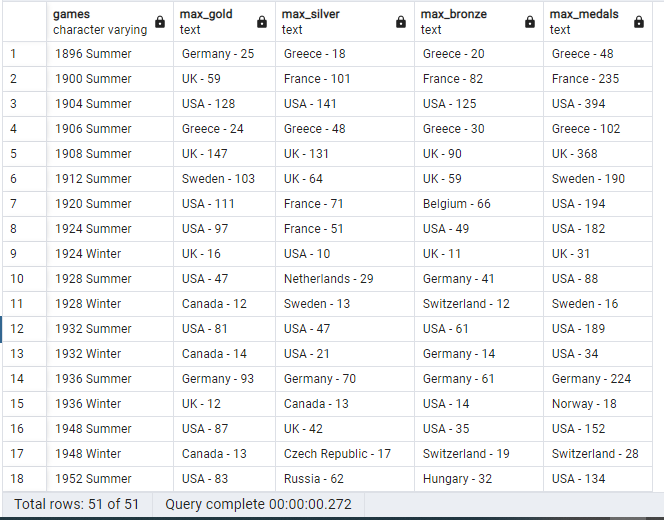 games max_gold max_silver max_bronze max_medals
character varying text text text text
1 1896 Summer Germany - 25 Greece - 18 Greece - 20 Greece - 48
2 1900 Summer UK - 59 France - 101 France - 82 France - 235
3 1904 Summer USA - 128 USA - 141 USA - 125 USA - 394
4 1906 Summer Greece - 24 Greece - 48 Greece - 30 Greece - 102
5 1908 Summer UK - 147 UK - 131 UK - 90 UK - 368
6 1912 Summer Sweden - 103 UK - 64 UK - 59 Sweden - 190
7 1920 Summer USA - 111 France - 71 Belgium - 66 USA - 194
8 1924 Summer USA - 97 France - 51 USA - 49 USA - 182
9 1924 Winter UK - 16 USA - 10 UK - 11 UK - 31
10 1928 Summer USA - 47 Netherlands - 29 Germany - 41 USA - 88
11 1928 Winter Canada - 12 Sweden - 13 Switzerland - 12 Sweden - 16
12 1932 Summer USA - 81 USA - 47 USA - 61 USA - 189
13 1932 Winter Canada - 14 USA - 21 Germany - 14 USA - 34
14 1936 Summer Germany - 93 Germany - 70 Germany - 61 Germany - 224
15 1936 Winter UK - 12 Canada - 13 USA - 14 Norway - 18
16 1948 Summer USA - 87 UK - 42 USA - 35 USA - 152
17 1948 Winter Canada - 13 Czech Republic - 17 Switzerland - 19 Switzerland - 28
18 1952 Summer USA - 83 Russia - 62 Hungary - 32 USA - 134
Total rows: 51 of 51 Query complete 00:00:00.272